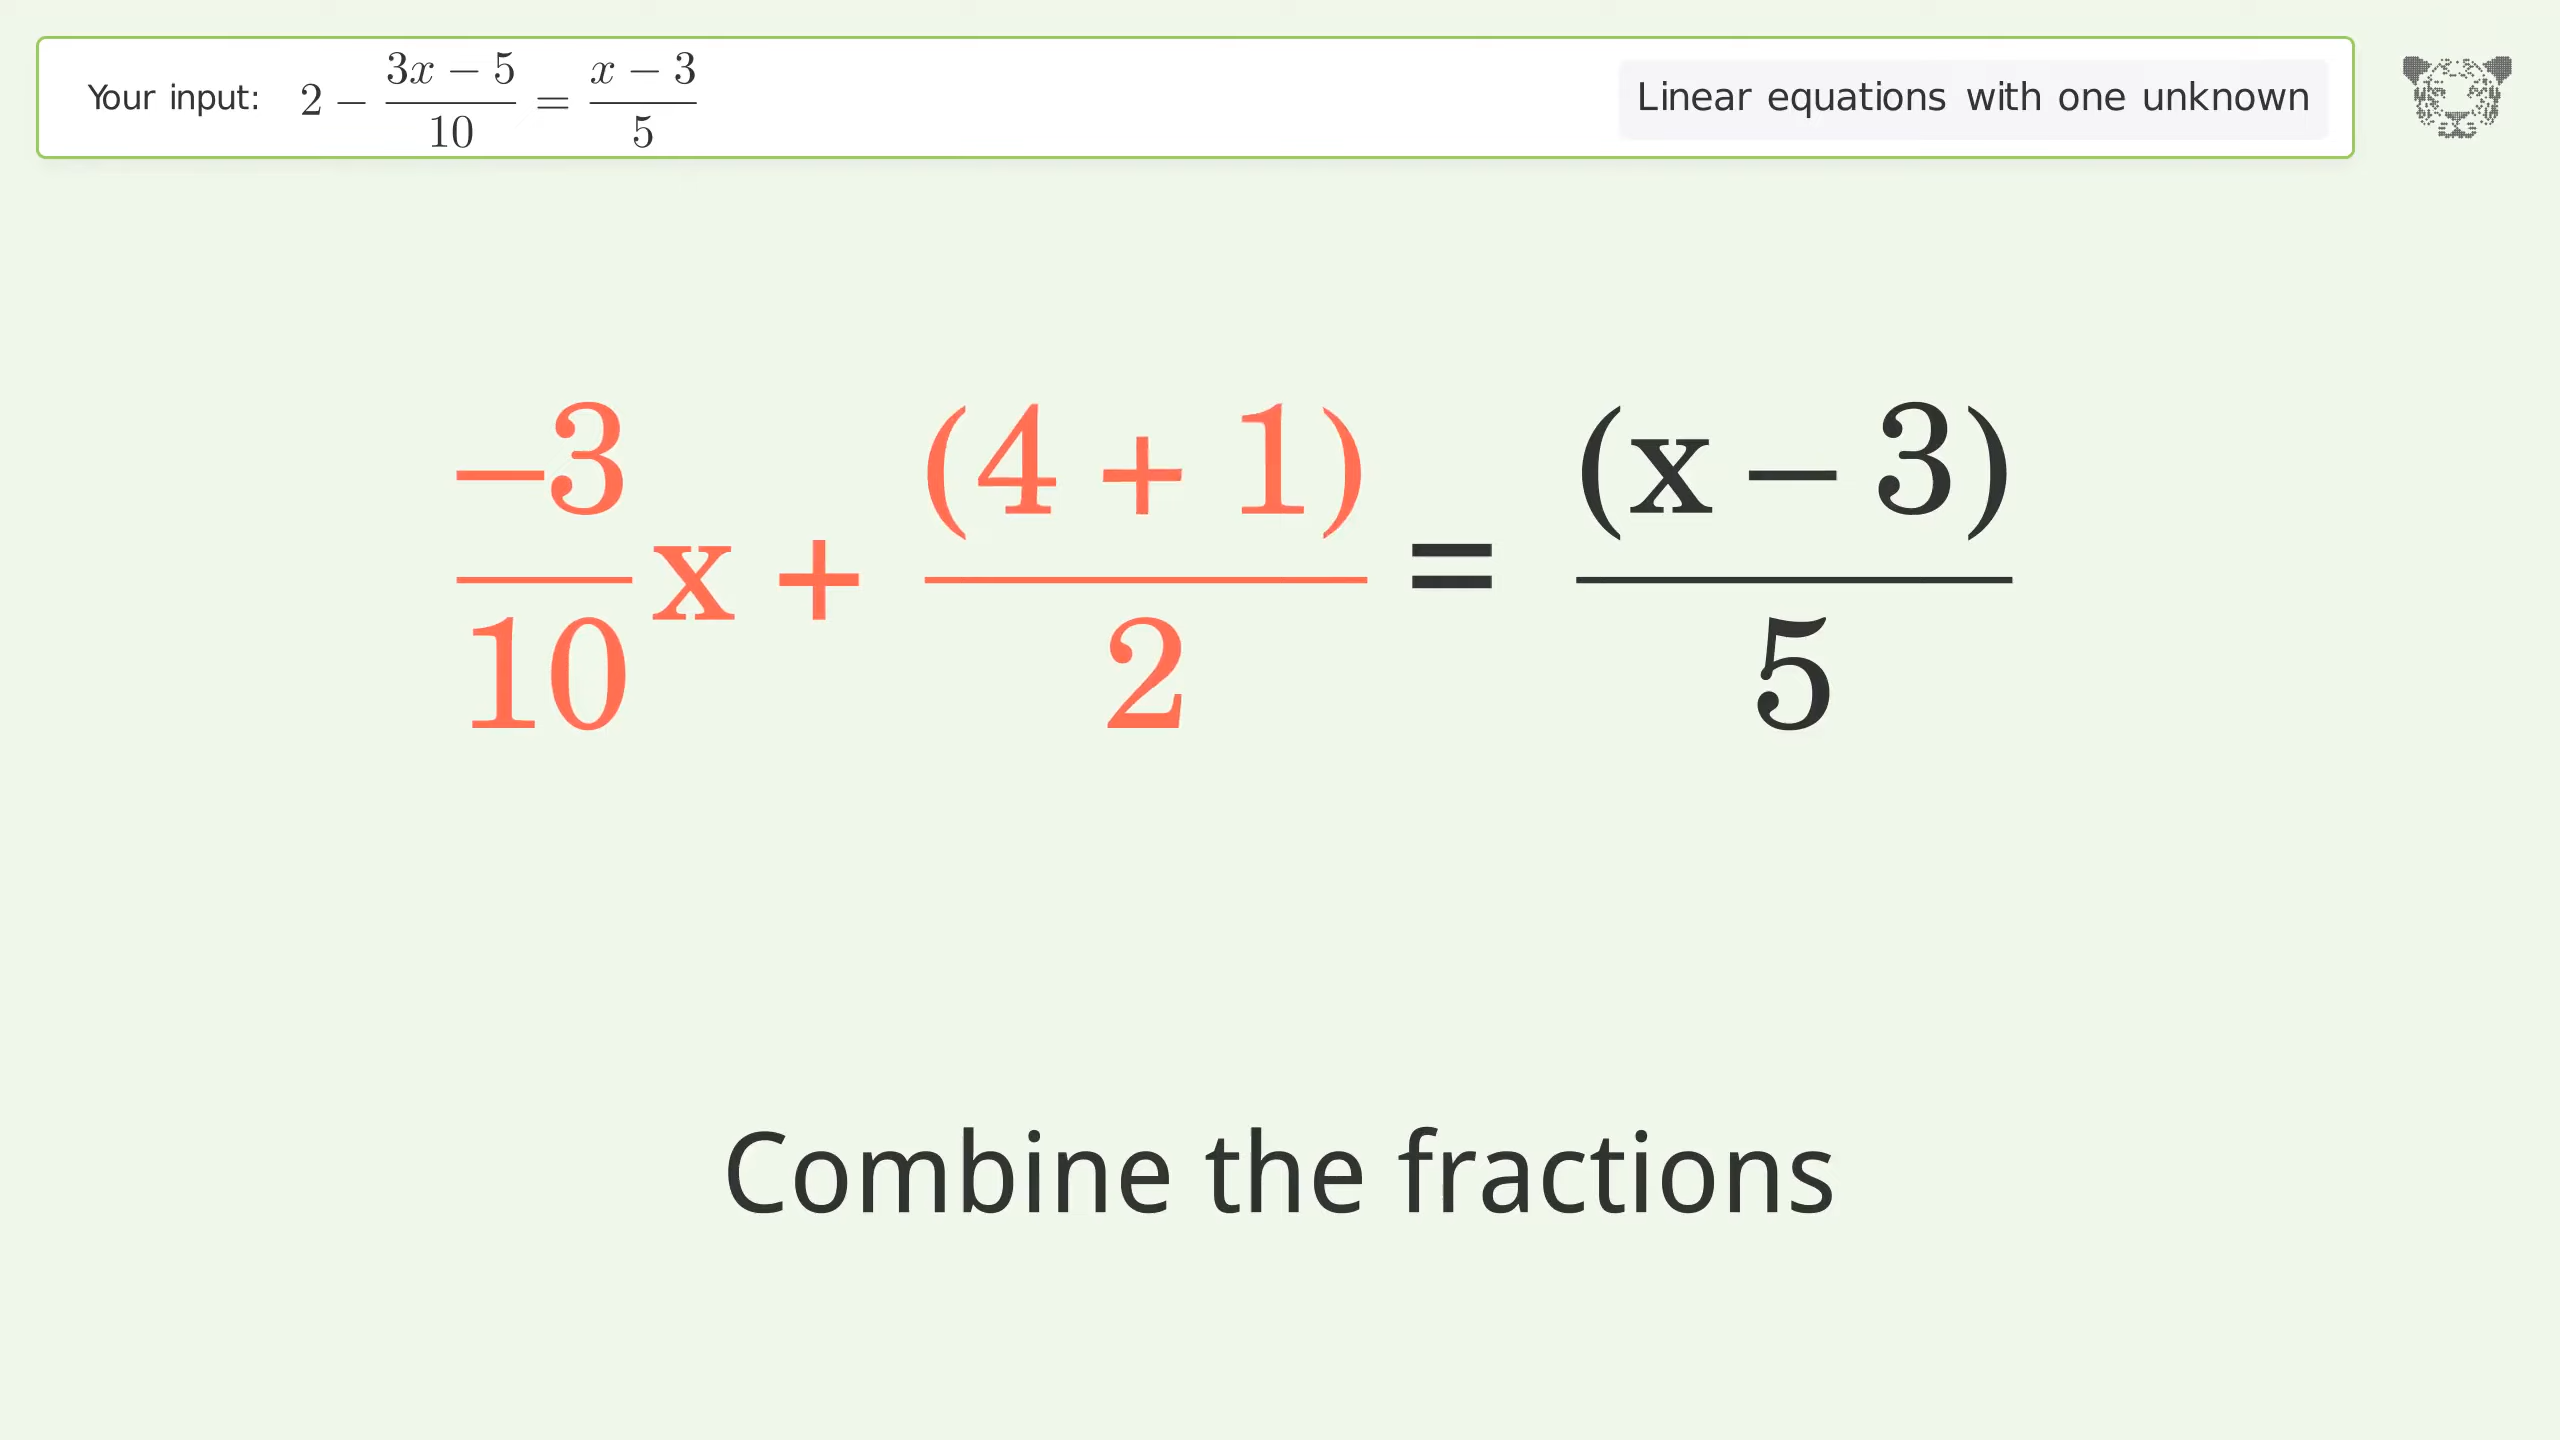 Your input: 2 − (3x − 5)/10 = (x − 3)/5
Linear equations with one unknown
−3/10 x + (4 + 1)/2 = (x − 3)/5
Combine the fractions